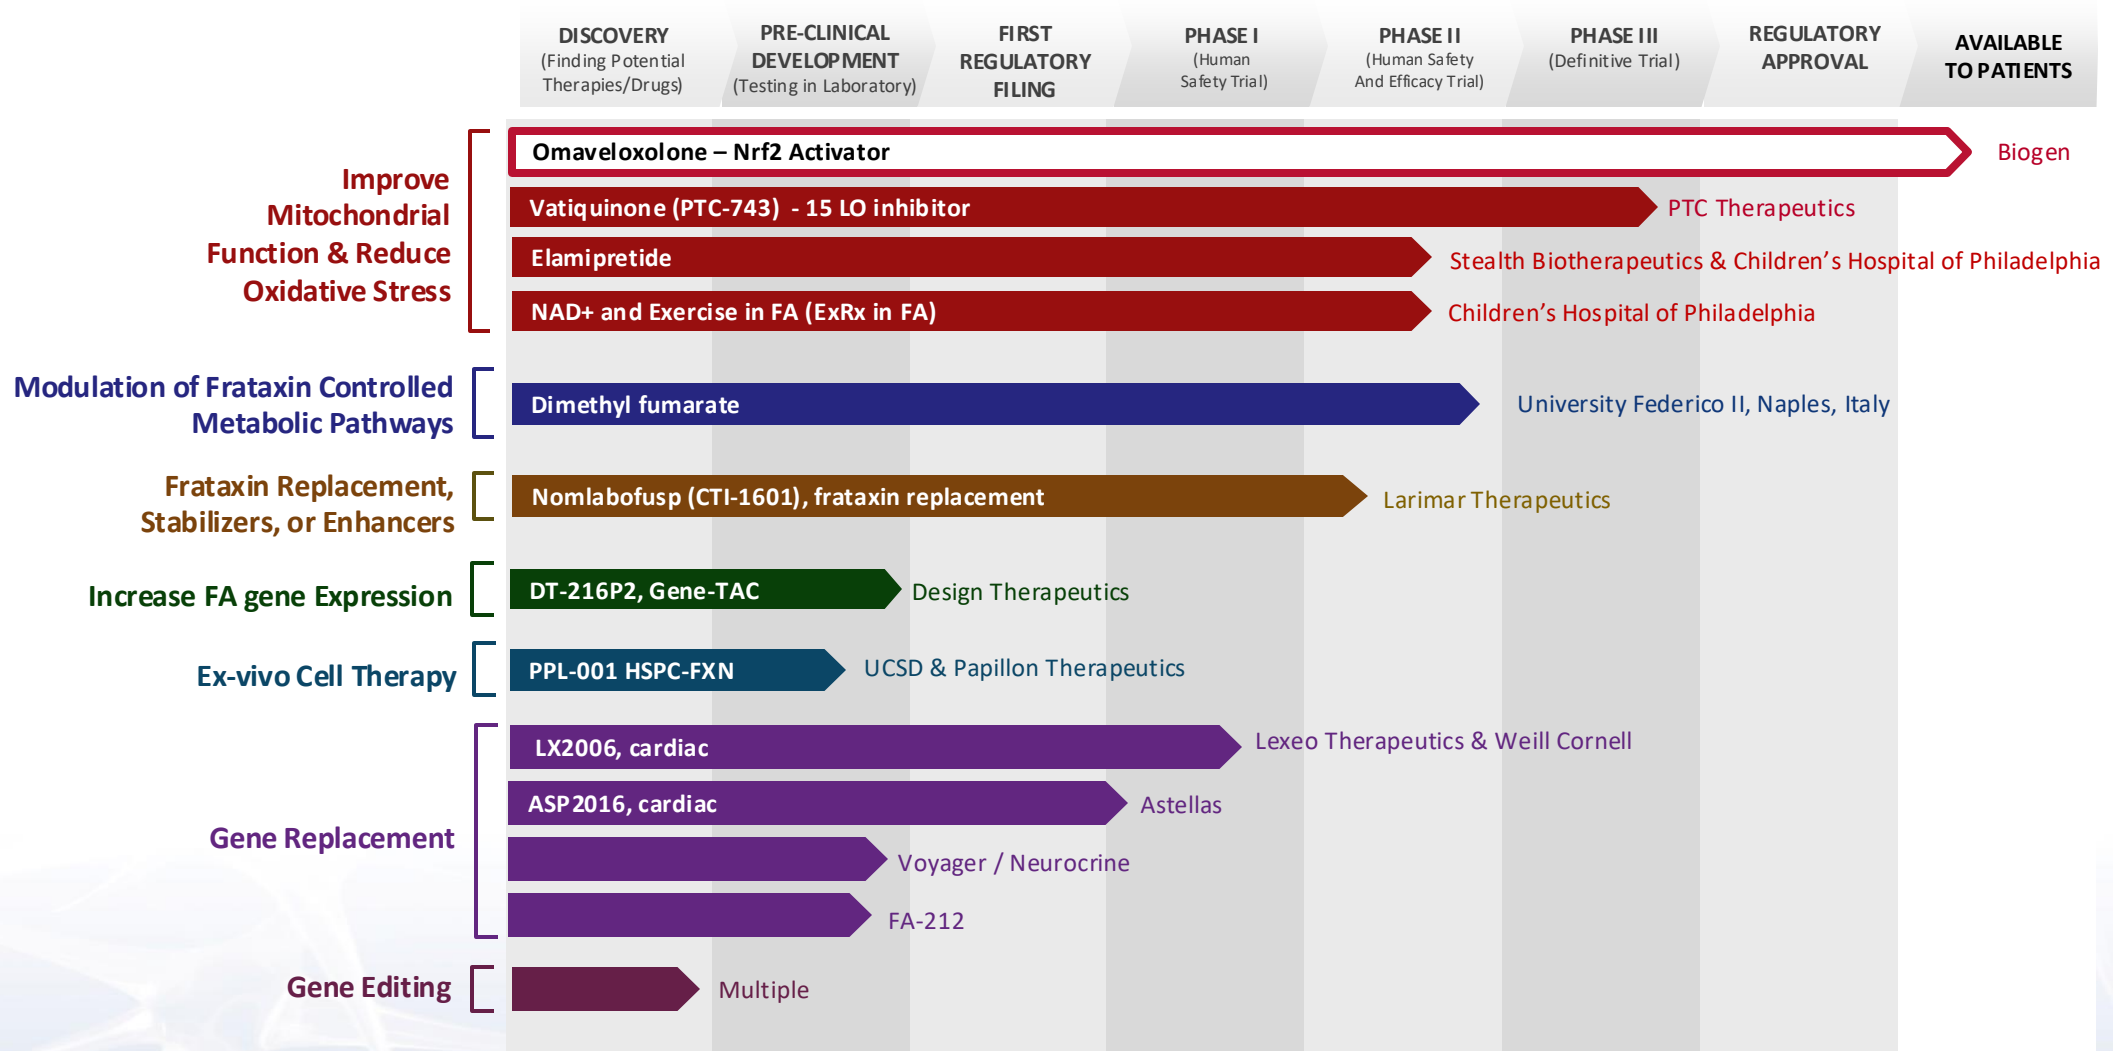 DISCOVERY
(Finding Potential
Therapies/Drugs)
PRE-CLINICAL
DEVELOPMENT
(Testing in Laboratory)
FIRST
REGULATORY
FILING
PHASE I
(Human
Safety Trial)
PHASE II
(Human Safety
And Efficacy Trial)
PHASE III
(Definitive Trial)
REGULATORY
APPROVAL
AVAILABLE
TO PATIENTS
Improve
Mitochondrial
Function & Reduce
Oxidative Stress
Omaveloxolone – Nrf2 Activator
Biogen
Vatiquinone (PTC-743)  - 15 LO inhibitor
PTC Therapeutics
Elamipretide
Stealth Biotherapeutics & Children’s Hospital of Philadelphia
NAD+ and Exercise in FA (ExRx in FA)
Children’s Hospital of Philadelphia
Modulation of Frataxin Controlled
Metabolic Pathways
Dimethyl fumarate
University Federico II, Naples, Italy
Frataxin Replacement,
Stabilizers, or Enhancers
Nomlabofusp (CTI-1601), frataxin replacement
Larimar Therapeutics
Increase FA gene Expression
DT-216P2, Gene-TAC
Design Therapeutics
Ex-vivo Cell Therapy
PPL-001 HSPC-FXN
UCSD & Papillon Therapeutics
Gene Replacement
LX2006, cardiac
Lexeo Therapeutics & Weill Cornell
ASP2016, cardiac
Astellas
Voyager / Neurocrine
FA-212
Gene Editing
Multiple